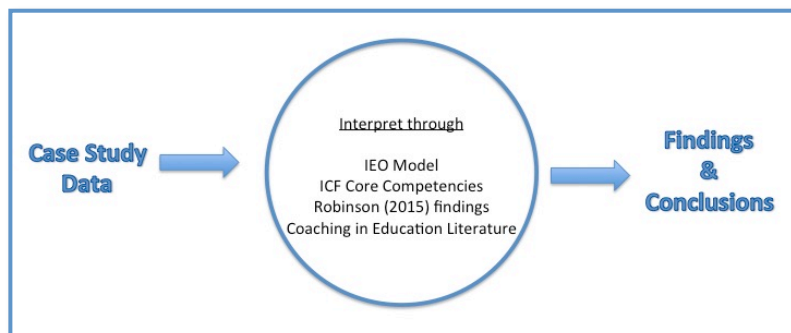 Case Study
Data
Interpret through
IEO Model
ICF Core Competencies
Robinson (2015) findings
Coaching in Education Literature
Findings
&
Conclusions